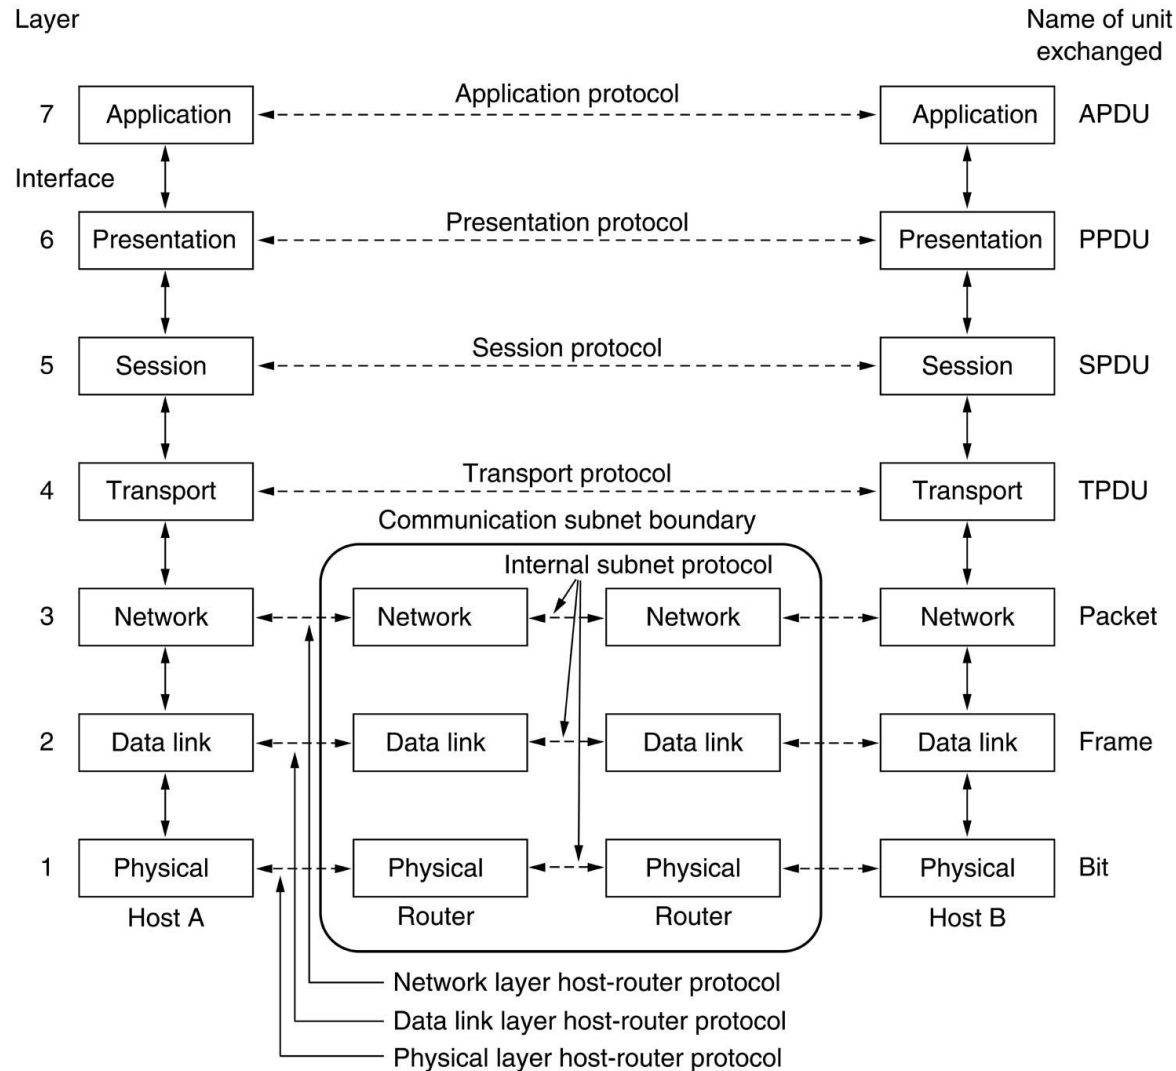 Layer
Name of unit
exchanged
Application protocol
7
Application
Application
APDU
Interface
Presentation protocol
6
Presentation
Presentation
PPDU
Session protocol
5
Session
Session
SPDU
Transport protocol
4
Transport
Transport
TPDU
Communication subnet boundary
Internal subnet protocol
3
Network
Network
Network
Network
Packet
2
Data link
Data link
Data link
Data link
Frame
1
Physical
Physical
Physical
Physical
Bit
Host A
Router
Router
Host B
Network layer host-router protocol
Data link layer host-router protocol
Physical layer host-router protocol